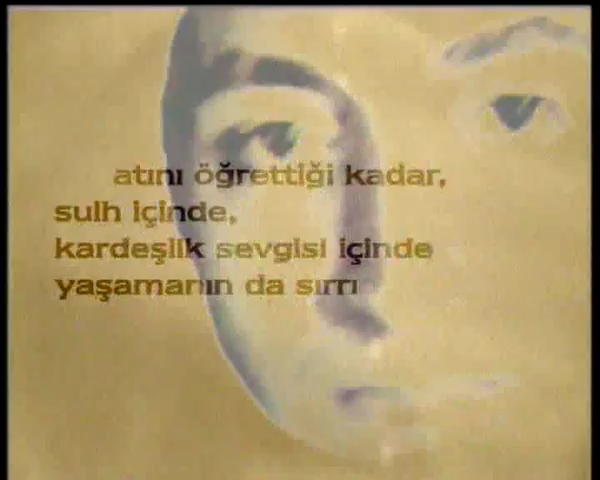 atını öğrettiği kadar,
sulh içinde,
kardeşlik sevgisi içinde
yaşamanın da sırrı